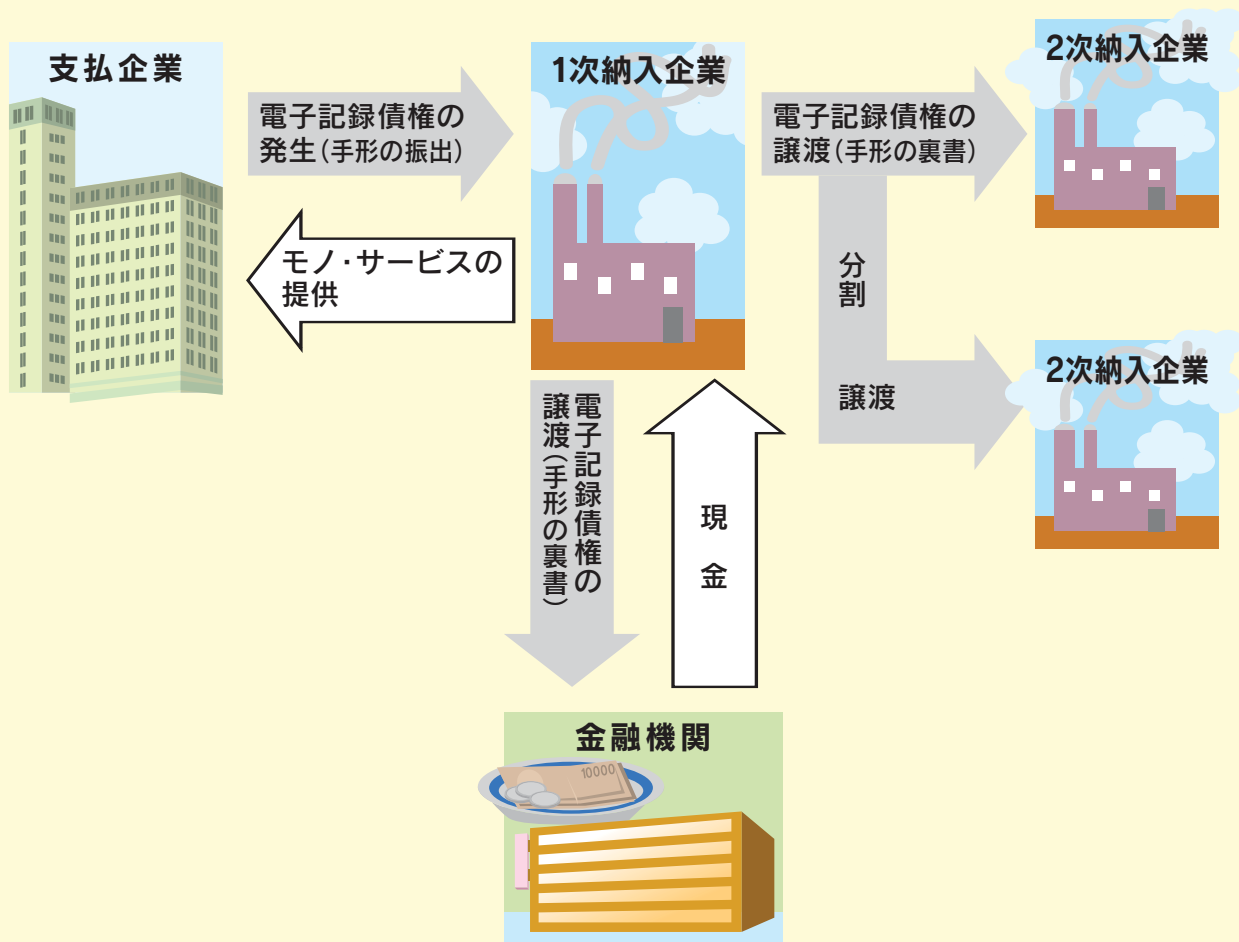 支払企業
電子記録債権の
発生（手形の振出）
モノ・サービスの
提供
1次納入企業
電子記録債権の
譲渡（手形の裏書）
分割
譲渡
2次納入企業
2次納入企業
電子記録債権の
譲渡（手形の裏書）
現金
金融機関
10000